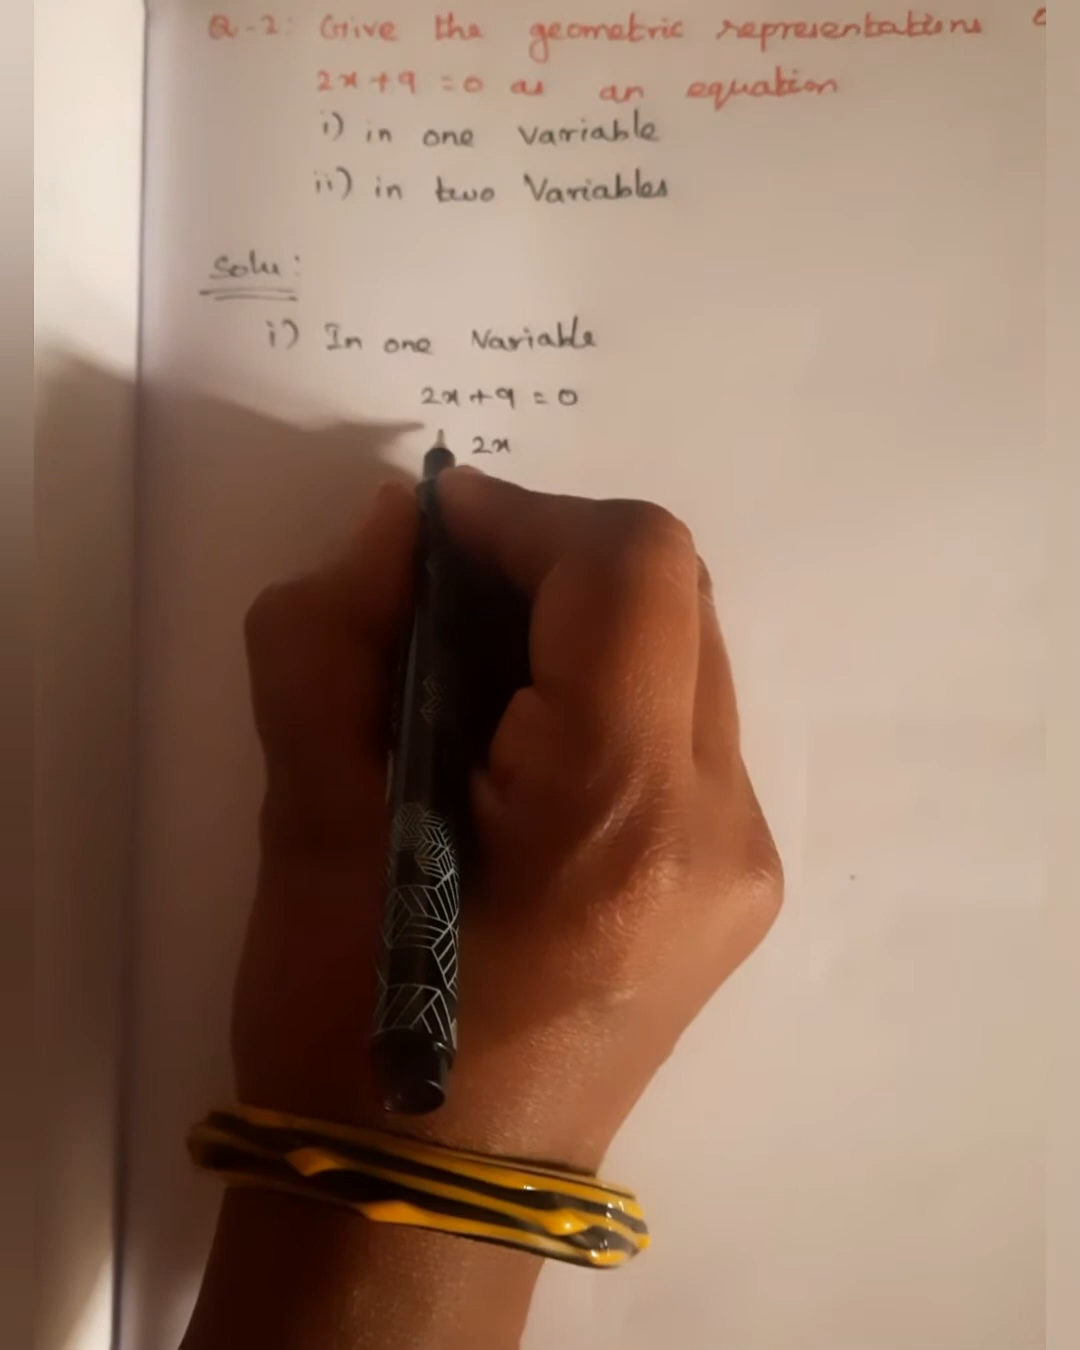 Q-2: Give the geometric representations
2x+9=0 as an equation
i) in one variable
ii) in two Variables
Solu:
i) In one Variable
2x+9=0
2x